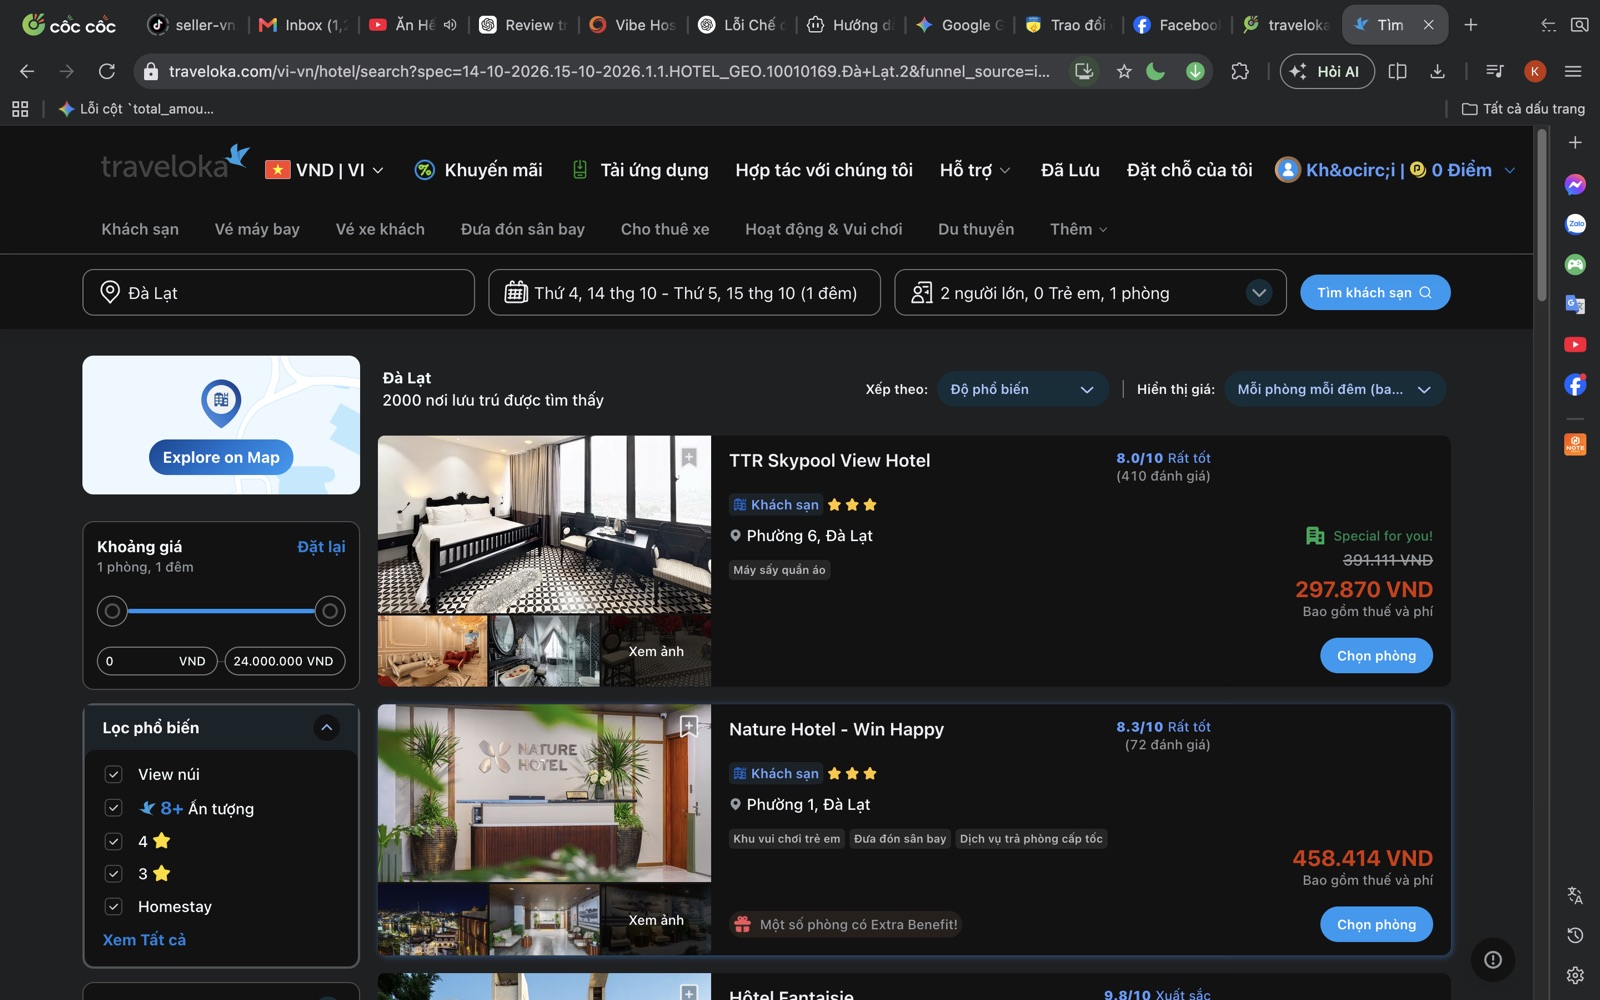 cốc cốc
seller-vn
Inbox (1,2
Ăn Hế
Review tr
Vibe Hos
Lỗi Chế đ
Hướng d
Google G
Trao đổi
Facebook
traveloka
Tìm
traveloka.com/vi-vn/hotel/search?spec=14-10-2026.15-10-2026.1.1.HOTEL_GEO.10010169.Đà+Lạt.2&funnel_source=i...
Hỏi AI
K
Lỗi cột `total_amou...
Tất cả dấu trang
traveloka
VND | VI
Khuyến mãi
Tải ứng dụng
Hợp tác với chúng tôi
Hỗ trợ
Đã Lưu
Đặt chỗ của tôi
Kh&ocirc;i | 0 Điểm
Khách sạn
Vé máy bay
Vé xe khách
Đưa đón sân bay
Cho thuê xe
Hoạt động & Vui chơi
Du thuyền
Thêm
Đà Lạt
Thứ 4, 14 thg 10 - Thứ 5, 15 thg 10 (1 đêm)
2 người lớn, 0 Trẻ em, 1 phòng
Tìm khách sạn
Explore on Map
Đà Lạt
2000 nơi lưu trú được tìm thấy
Xếp theo:
Độ phổ biến
Hiển thị giá:
Mỗi phòng mỗi đêm (ba...
Khoảng giá
Đặt lại
1 phòng, 1 đêm
0 VND
24.000.000 VND
Lọc phổ biến
View núi
8+ Ấn tượng
4
3
Homestay
Xem Tất cả
Xem ảnh
TTR Skypool View Hotel
8.0/10 Rất tốt
(410 đánh giá)
Khách sạn
Phường 6, Đà Lạt
Máy sấy quần áo
Special for you!
391.111 VND
297.870 VND
Bao gồm thuế và phí
Chọn phòng
NATURE
HOTEL
Xem ảnh
Nature Hotel - Win Happy
8.3/10 Rất tốt
(72 đánh giá)
Khách sạn
Phường 1, Đà Lạt
Khu vui chơi trẻ em
Đưa đón sân bay
Dịch vụ trả phòng cấp tốc
458.414 VND
Bao gồm thuế và phí
Một số phòng có Extra Benefit!
Chọn phòng
Hôtel Fantaisie
9.8/10 Xuất sắc
Zalo
NOTE